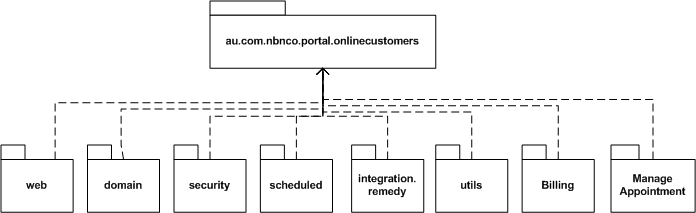 au.com.nbnco.portal.onlinecustomers
web
domain
security
scheduled
integration.
remedy
utils
Billing
Manage
Appointment